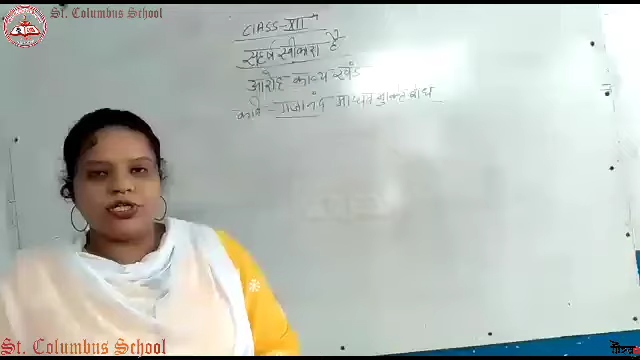 St. Columbus School
CLASS-XII
सहर्ष स्वीकारा है
आरोह काव्य खंड
कवि - गजानंद माधव मुक्तिबोध
St. Columbus School